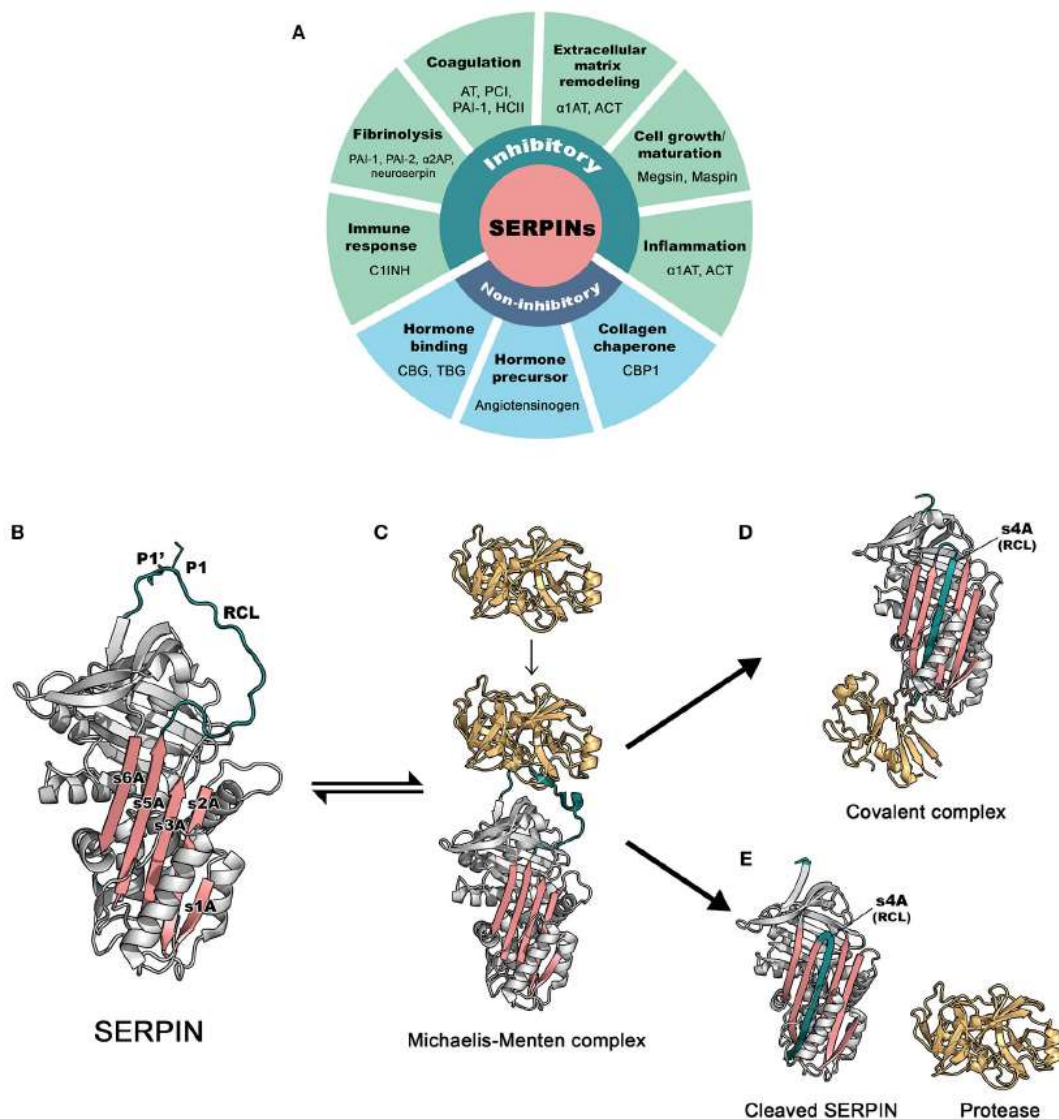 A
Coagulation
AT, PCI,
PAI-1, HCII
Extracellular
matrix
remodeling
α1AT, ACT
Fibrinolysis
PAI-1, PAI-2, α2AP,
neuroserpin
Cell growth/
maturation
Megsin, Maspin
Inhibitory
SERPINs
Immune
response
C1INH
Inflammation
α1AT, ACT
Non-inhibitory
Hormone
binding
CBG, TBG
Hormone
precursor
Angiotensinogen
Collagen
chaperone
CBP1
B
P1'
P1
RCL
s6A
s5A
s2A
s3A
s1A
SERPIN
C
Michaelis-Menten complex
D
s4A
(RCL)
Covalent complex
E
s4A
(RCL)
Cleaved SERPIN
Protease